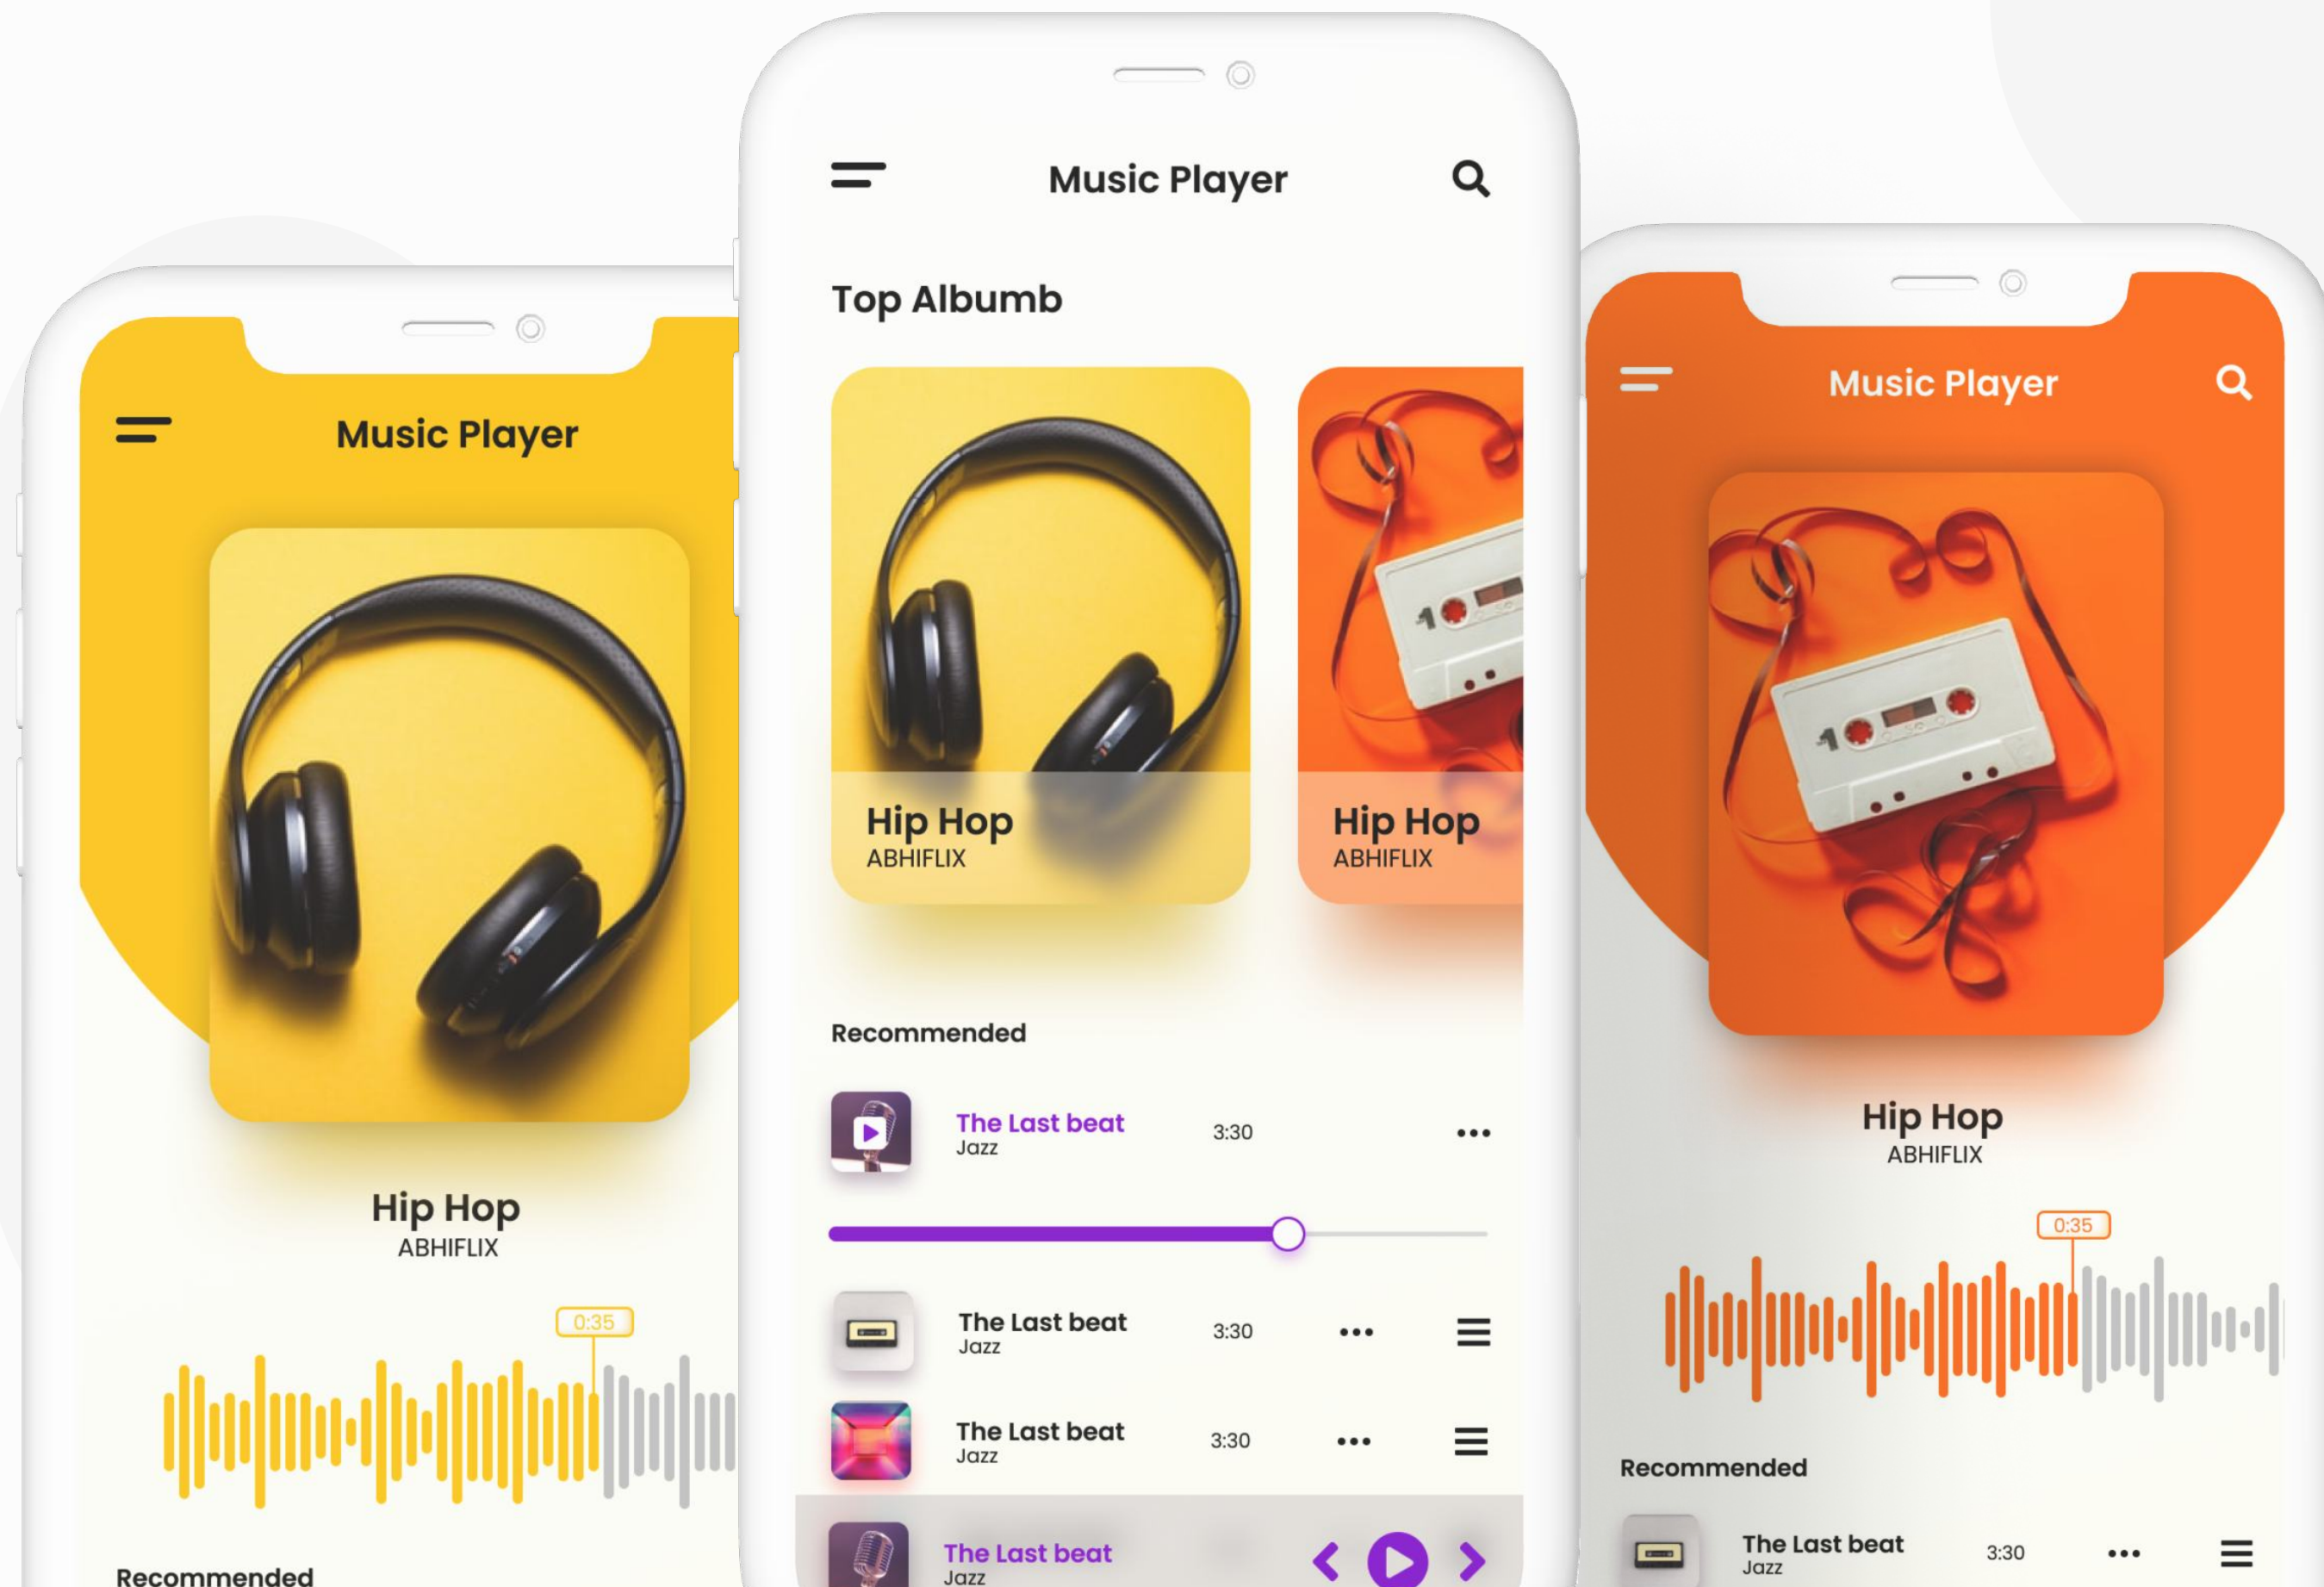 Music Player
Hip Hop
ABHIFLIX
0:35
Recommended
Music Player
Top Albumb
Hip Hop
ABHIFLIX
Hip Hop
ABHIFLIX
Recommended
The Last beat
Jazz
3:30
The Last beat
Jazz
3:30
The Last beat
Jazz
3:30
The Last beat
Jazz
Music Player
1
Hip Hop
ABHIFLIX
0:35
Recommended
The Last beat
Jazz
3:30